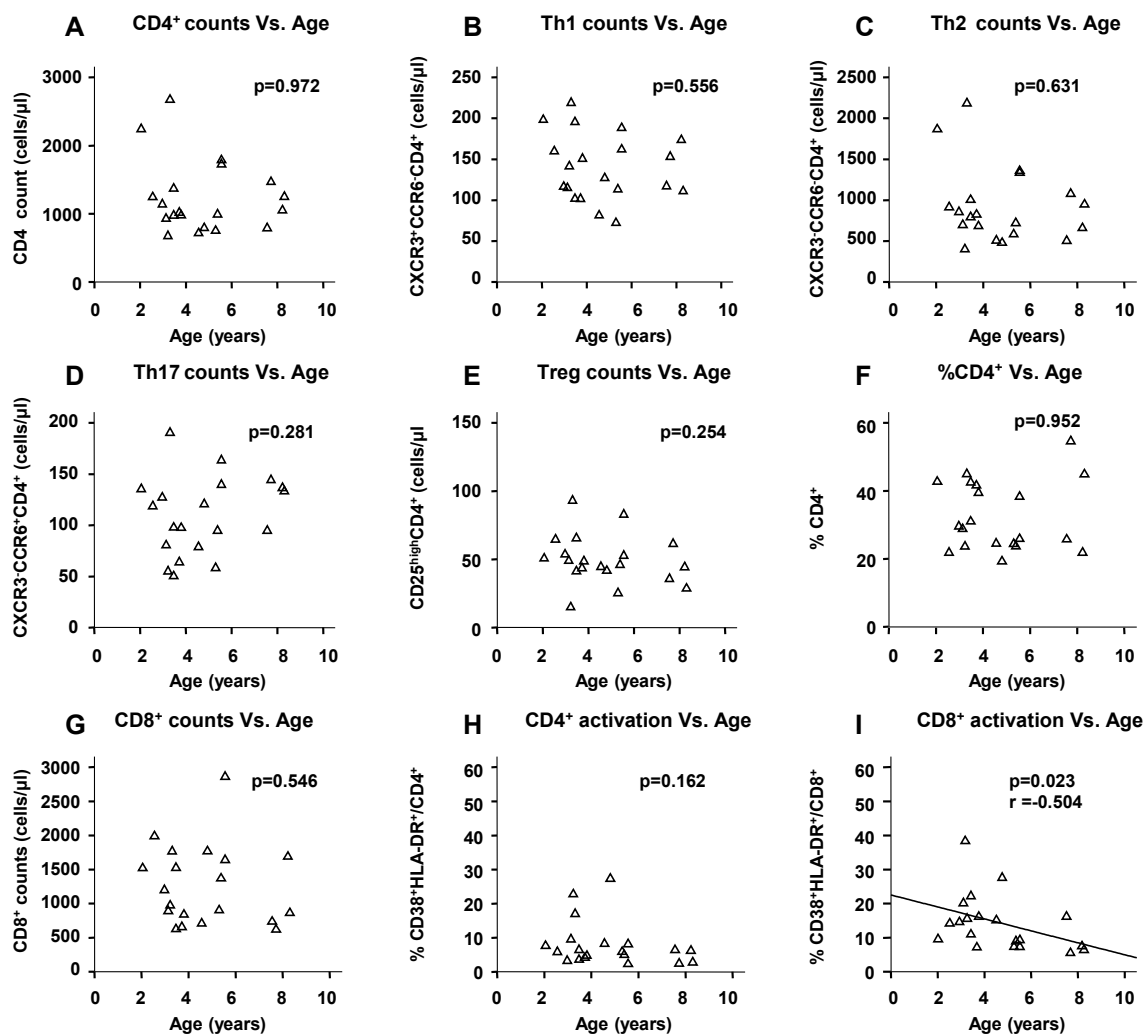 A CD4⁺ counts Vs. Age
p=0.972
CD4 count (cells/µl)
3000
2000
1000
0
0 2 4 6 8 10
Age (years)
B Th1 counts Vs. Age
p=0.556
CXCR3⁺CCR6⁻CD4⁺ (cells/µl)
250
200
150
100
50
0
0 2 4 6 8 10
Age (years)
C Th2 counts Vs. Age
p=0.631
CXCR3⁻CCR6⁻CD4⁺ (cells/µl)
2500
2000
1500
1000
500
0
0 2 4 6 8 10
Age (years)
D Th17 counts Vs. Age
p=0.281
CXCR3⁻CCR6⁺CD4⁺ (cells/µl)
200
150
100
50
0
0 2 4 6 8 10
Age (years)
E Treg counts Vs. Age
p=0.254
CD25ʰⁱᵍʰCD4⁺ (cells/µl
150
100
50
0
0 2 4 6 8 10
Age (years)
F %CD4⁺ Vs. Age
p=0.952
% CD4⁺
60
40
20
0
0 2 4 6 8 10
Age (years)
G CD8⁺ counts Vs. Age
p=0.546
CD8⁺ counts (cells/µl)
3000
2500
2000
1500
1000
500
0
0 2 4 6 8 10
Age (years)
H CD4⁺ activation Vs. Age
p=0.162
% CD38⁺HLA-DR⁺/CD4⁺
60
50
40
30
20
10
0
0 2 4 6 8 10
Age (years)
I CD8⁺ activation Vs. Age
p=0.023
r =-0.504
% CD38⁺HLA-DR⁺/CD8⁺
60
50
40
30
20
10
0
0 2 4 6 8 10
Age (years)